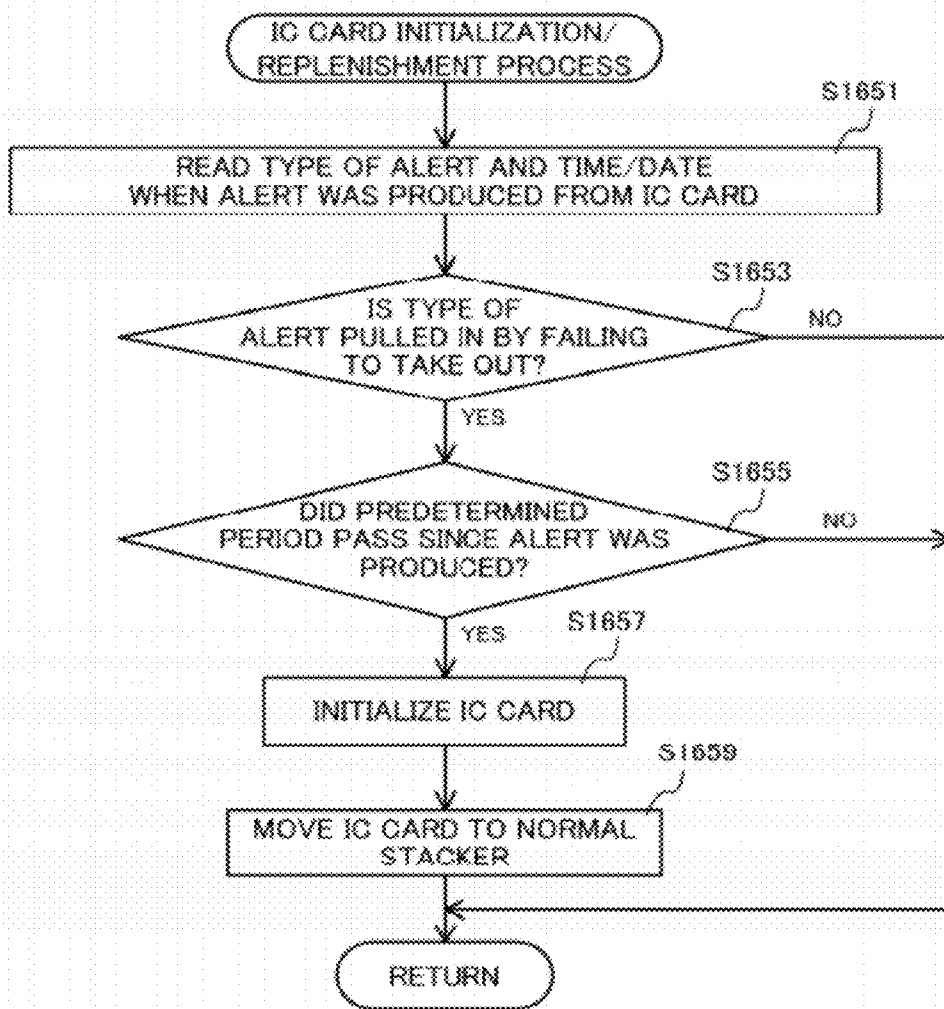 IC CARD INITIALIZATION/
REPLENISHMENT PROCESS
S1651
READ TYPE OF ALERT AND TIME/DATE
WHEN ALERT WAS PRODUCED FROM IC CARD
S1653
IS TYPE OF
ALERT PULLED IN BY FAILING
TO TAKE OUT?
NO
YES
S1655
DID PREDETERMINED
PERIOD PASS SINCE ALERT WAS
PRODUCED?
NO
YES
S1657
INITIALIZE IC CARD
S1659
MOVE IC CARD TO NORMAL
STACKER
RETURN